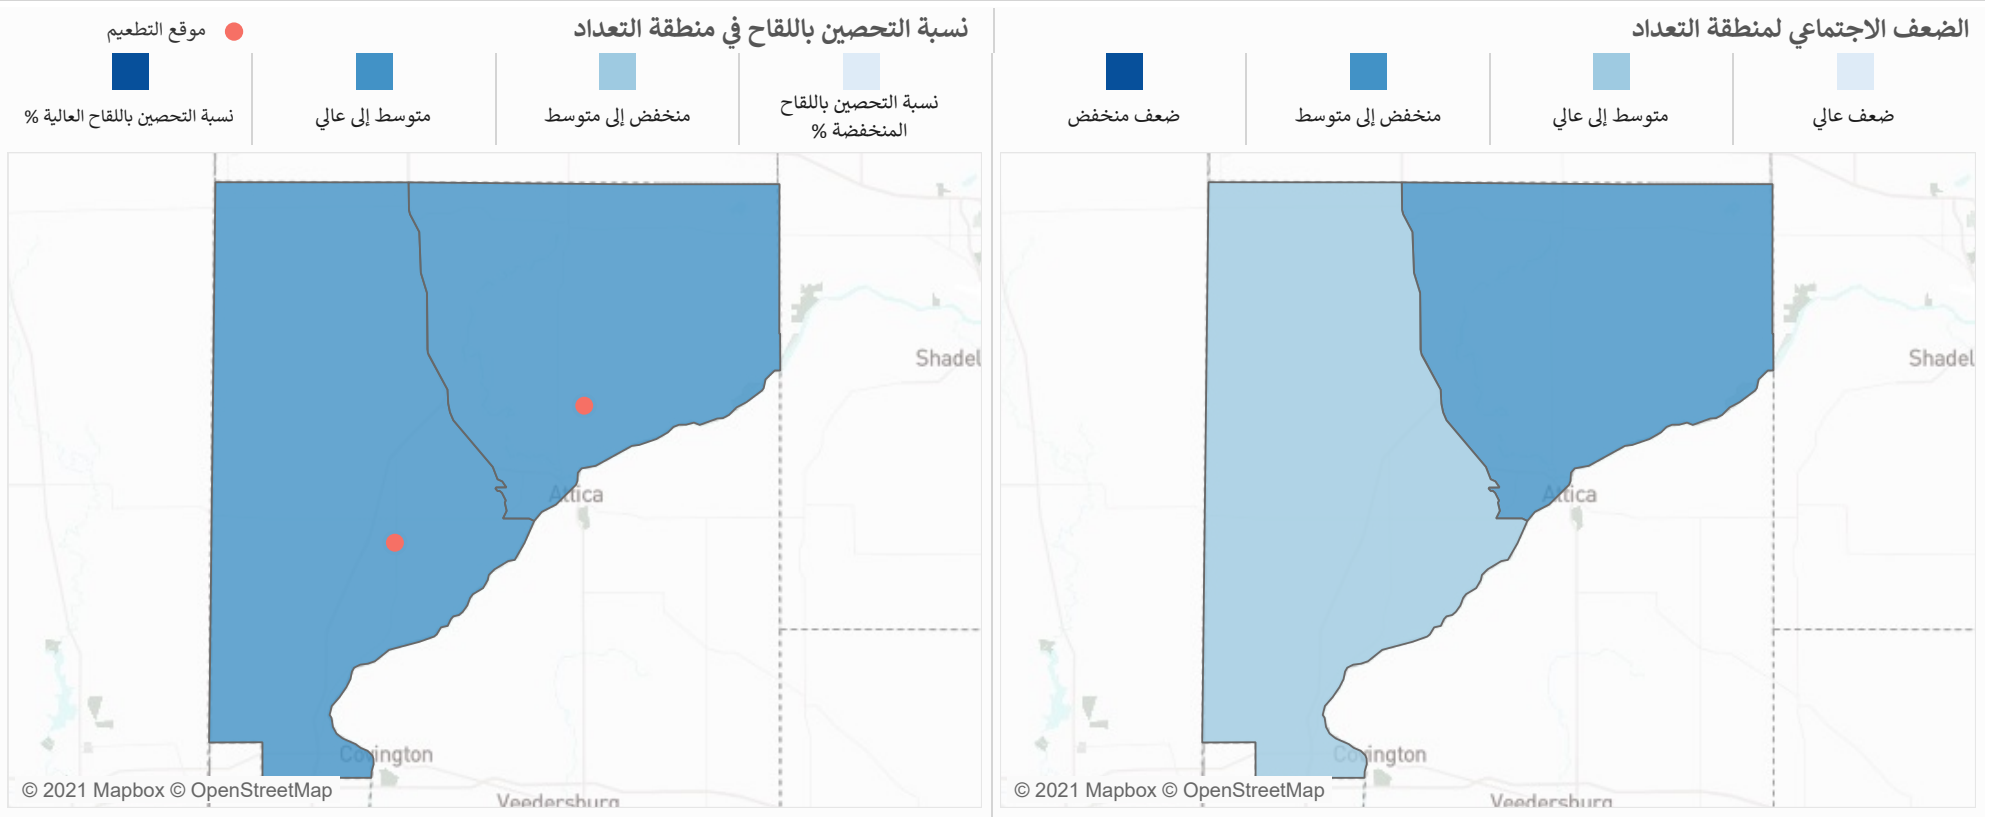 الضعف الاجتماعي لمنطقة التعداد
ضعف عالي
متوسط إلى عالي
منخفض إلى متوسط
ضعف منخفض
Shadel
Attica
Covington
Veedersburg
© 2021 Mapbox © OpenStreetMap
نسبة التحصين باللقاح في منطقة التعداد
موقع التطعيم
نسبة التحصين باللقاح
المنخفضة %
منخفض إلى متوسط
متوسط إلى عالي
نسبة التحصين باللقاح العالية %
Shadel
Attica
Covington
Veedersburg
© 2021 Mapbox © OpenStreetMap